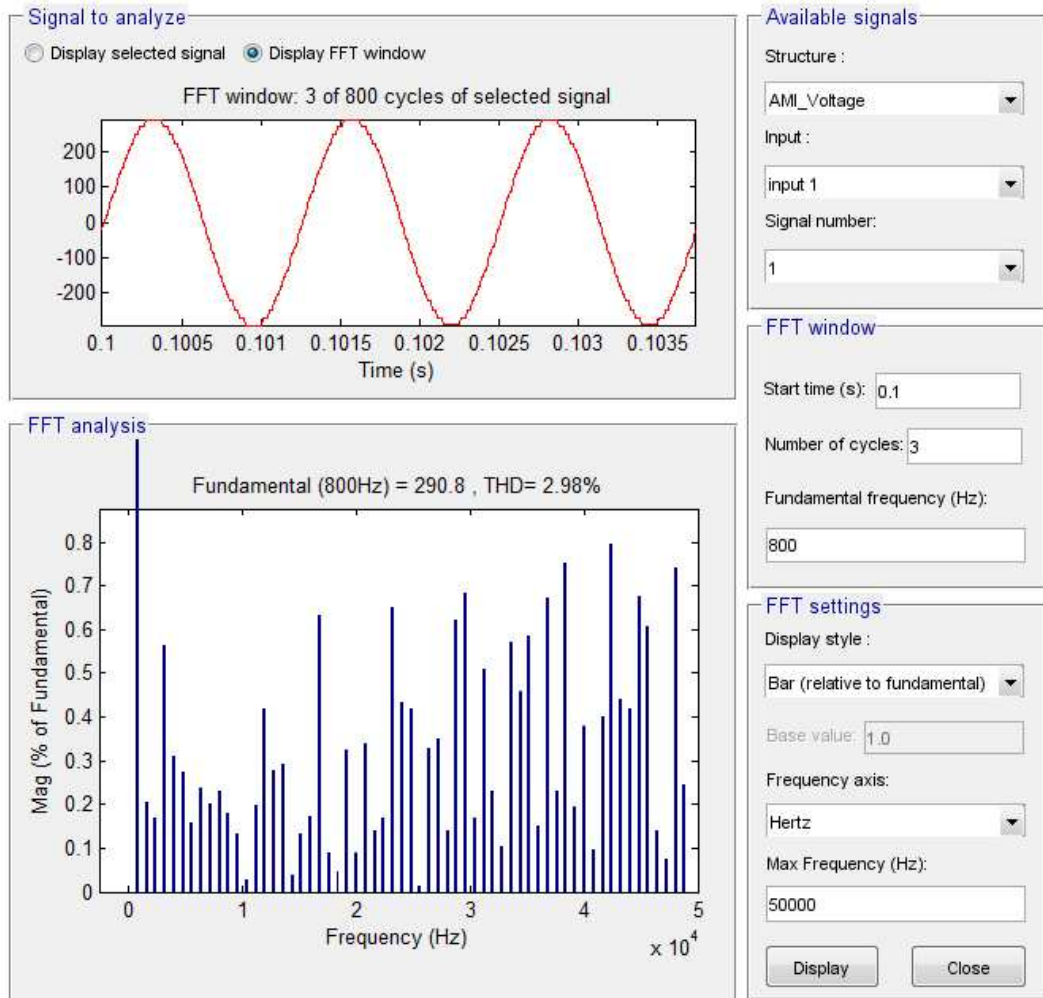 Signal to analyze
Display selected signal
Display FFT window
FFT window: 3 of 800 cycles of selected signal
200
100
0
-100
-200
0.1
0.1005
0.101
0.1015
0.102
0.1025
0.103
0.1035
Time (s)
FFT analysis
Fundamental (800Hz) = 290.8 , THD= 2.98%
Mag (% of Fundamental)
0.8
0.7
0.6
0.5
0.4
0.3
0.2
0.1
0
0
1
2
3
4
5
Frequency (Hz)
x 10^4
Available signals
Structure :
AMI_Voltage
Input :
input 1
Signal number:
1
FFT window
Start time (s): 0.1
Number of cycles: 3
Fundamental frequency (Hz):
800
FFT settings
Display style :
Bar (relative to fundamental)
Base value: 1.0
Frequency axis:
Hertz
Max Frequency (Hz):
50000
Display
Close